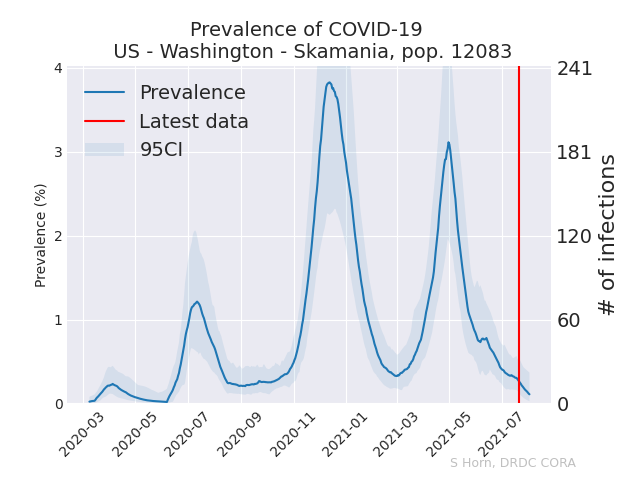 Prevalence of COVID-19
US - Washington - Skamania, pop. 12083
Prevalence
Latest data
95CI
Prevalence (%)
4
3
2
1
0
241
181
120
60
0
# of infections
2020-03
2020-05
2020-07
2020-09
2020-11
2021-01
2021-03
2021-05
2021-07
S Horn, DRDC CORA